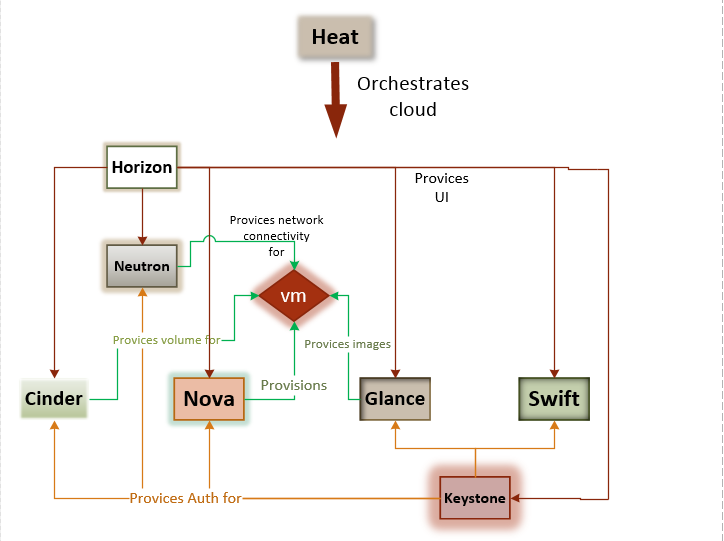 Heat
Orchestrates
cloud
Horizon
Provices
UI
Provices network
connectivity
for
Neutron
vm
Provices volume for
Provices images
Provisions
Cinder
Nova
Glance
Swift
Provices Auth for
Keystone